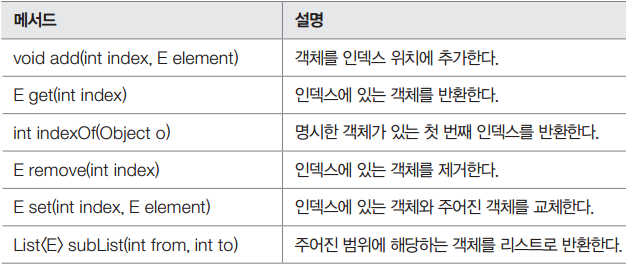 메서드 설명
void add(int index, E element) 객체를 인덱스 위치에 추가한다.
E get(int index) 인덱스에 있는 객체를 반환한다.
int indexOf(Object o) 명시한 객체가 있는 첫 번째 인덱스를 반환한다.
E remove(int index) 인덱스에 있는 객체를 제거한다.
E set(int index, E element) 인덱스에 있는 객체와 주어진 객체를 교체한다.
List〈E〉 subList(int from, int to) 주어진 범위에 해당하는 객체를 리스트로 반환한다.